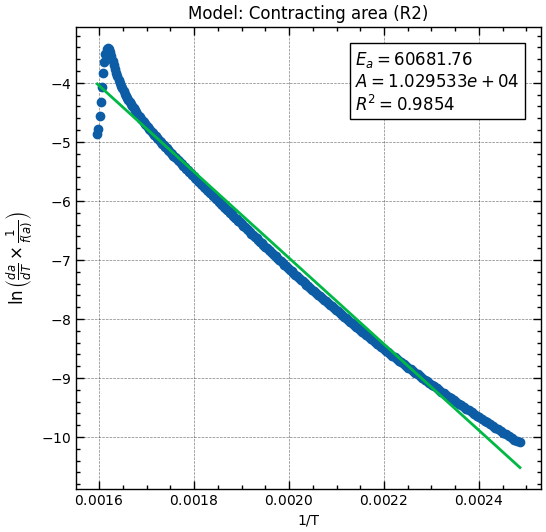 Model: Contracting area (R2)
E_a = 60681.76
A = 1.029533e + 04
R^2 = 0.9854
ln(da/dT × 1/f(a))
−4
−5
−6
−7
−8
−9
−10
0.0016 0.0018 0.0020 0.0022 0.0024
1/T